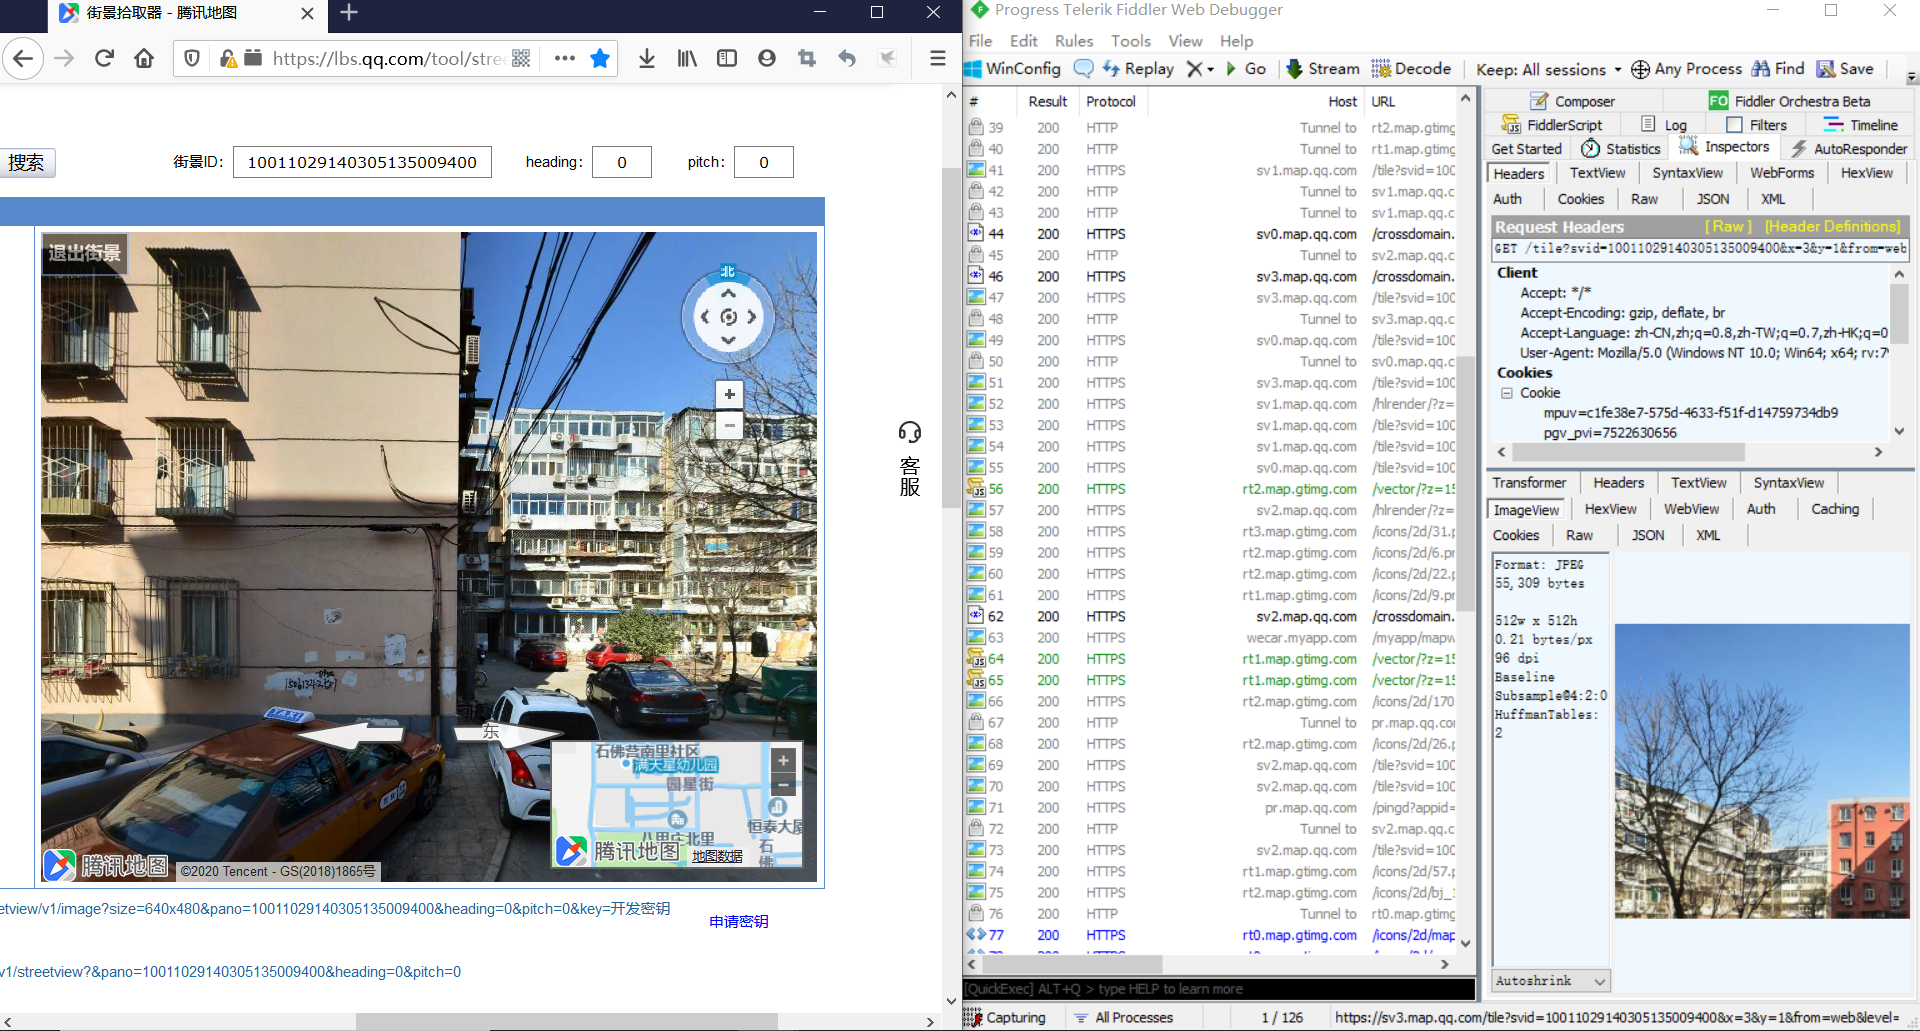 街景拾取器 - 腾讯地图
https://lbs.qq.com/tool/stree
搜索
街景ID: 10011029140305135009400 heading: 0 pitch: 0
退出街景
北
东
石佛营南里社区
满天星幼儿园
园星街
八里庄北里
恒泰大厦
石佛
腾讯地图 地图数据
腾讯地图 ©2020 Tencent - GS(2018)1865号
客服
etview/v1/image?size=640x480&pano=10011029140305135009400&heading=0&pitch=0&key=开发密钥
申请密钥
v1/streetview?&pano=10011029140305135009400&heading=0&pitch=0
Progress Telerik Fiddler Web Debugger
File Edit Rules Tools View Help
WinConfig Replay Go Stream Decode Keep: All sessions Any Process Find Save
# Result Protocol Host URL
39 200 HTTP Tunnel to rt2.map.gtimg
40 200 HTTP Tunnel to rt1.map.gtimg
41 200 HTTPS sv1.map.qq.com /tile?svid=100
42 200 HTTP Tunnel to sv1.map.qq.c
43 200 HTTP Tunnel to sv1.map.qq.c
44 200 HTTPS sv0.map.qq.com /crossdomain.
45 200 HTTP Tunnel to sv2.map.qq.c
46 200 HTTPS sv3.map.qq.com /crossdomain.
47 200 HTTPS sv3.map.qq.com /tile?svid=100
48 200 HTTP Tunnel to sv3.map.qq.c
49 200 HTTPS sv0.map.qq.com /tile?svid=100
50 200 HTTP Tunnel to sv0.map.qq.c
51 200 HTTPS sv3.map.qq.com /tile?svid=100
52 200 HTTPS sv1.map.qq.com /hlrender/?z=
53 200 HTTPS sv1.map.qq.com /tile?svid=100
54 200 HTTPS sv1.map.qq.com /tile?svid=100
55 200 HTTPS sv0.map.qq.com /tile?svid=100
56 200 HTTPS rt2.map.gtimg.com /vector/?z=15
57 200 HTTPS sv2.map.qq.com /hlrender/?z=
58 200 HTTPS rt3.map.gtimg.com /icons/2d/31.p
59 200 HTTPS rt2.map.gtimg.com /icons/2d/6.pr
60 200 HTTPS rt2.map.gtimg.com /icons/2d/22.p
61 200 HTTPS rt1.map.gtimg.com /icons/2d/9.pr
62 200 HTTPS sv2.map.qq.com /crossdomain.
63 200 HTTPS wecar.myapp.com /myapp/mapw
64 200 HTTPS rt1.map.gtimg.com /vector/?z=15
65 200 HTTPS rt1.map.gtimg.com /vector/?z=15
66 200 HTTPS rt2.map.gtimg.com /icons/2d/170
67 200 HTTP Tunnel to pr.map.qq.co
68 200 HTTPS rt2.map.gtimg.com /icons/2d/26.p
69 200 HTTPS sv2.map.qq.com /tile?svid=100
70 200 HTTPS sv2.map.qq.com /tile?svid=100
71 200 HTTPS pr.map.qq.com /pingd?appid=
72 200 HTTP Tunnel to sv2.map.qq.c
73 200 HTTPS sv2.map.qq.com /tile?svid=100
74 200 HTTPS rt1.map.gtimg.com /icons/2d/57.p
75 200 HTTPS rt2.map.gtimg.com /icons/2d/bj_1
76 200 HTTP Tunnel to rt0.map.gtimg
77 200 HTTPS rt0.map.gtimg.com /icons/2d/map
[QuickExec] ALT+Q > type HELP to learn more
Capturing All Processes 1 / 126 https://sv3.map.qq.com/tile?svid=10011029140305135009400&x=3&y=1&from=web&level=
Composer Fiddler Orchestra Beta
FiddlerScript Log Filters Timeline
Get Started Statistics Inspectors AutoResponder
Headers TextView SyntaxView WebForms HexView
Auth Cookies Raw JSON XML
Request Headers [ Raw ] [Header Definitions]
GET /tile?svid=10011029140305135009400&x=3&y=1&from=web
Client
Accept: */*
Accept-Encoding: gzip, deflate, br
Accept-Language: zh-CN,zh;q=0.8,zh-TW;q=0.7,zh-HK;q=0
User-Agent: Mozilla/5.0 (Windows NT 10.0; Win64; x64; rv:79
Cookies
Cookie
mpuv=c1fe38e7-575d-4633-f51f-d14759734db9
pgv_pvi=7522630656
Transformer Headers TextView SyntaxView
ImageView HexView WebView Auth Caching
Cookies Raw JSON XML
Format: JPEG
55,309 bytes
512w x 512h
0.21 bytes/px
96 dpi
Baseline
Subsample@4:2:0
HuffmanTables:
2
Autoshrink